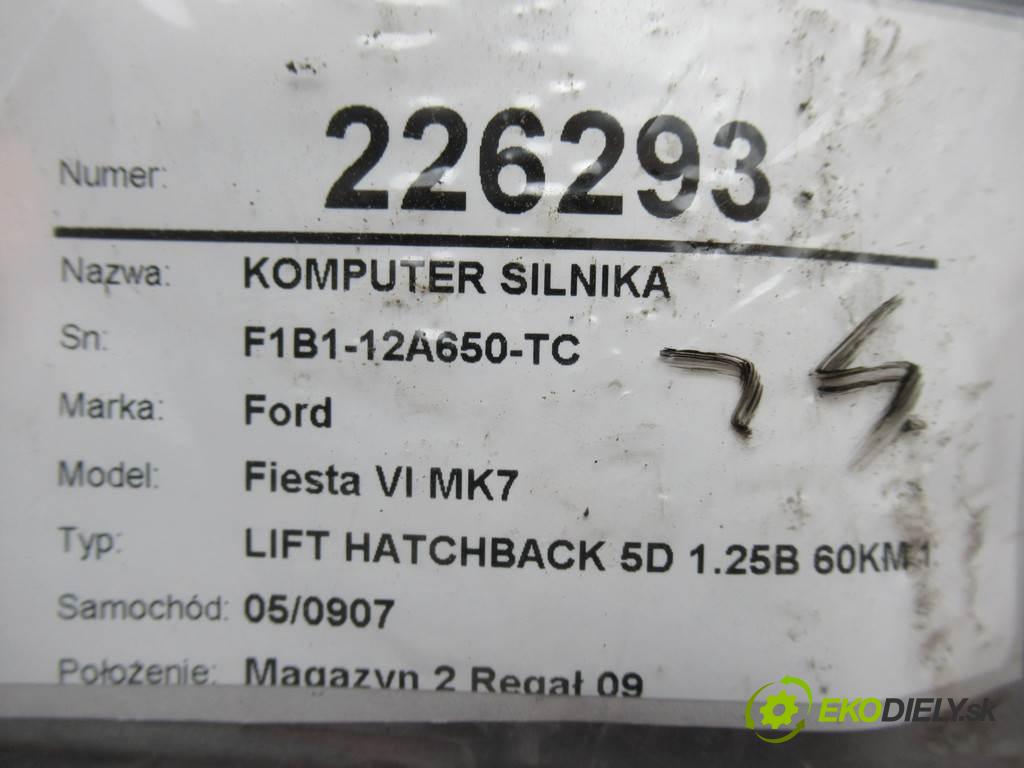 Numer: 226293
Nazwa: KOMPUTER SILNIKA
Sn: F1B1-12A650-TC
Marka: Ford
Model: Fiesta VI MK7
Typ: LIFT HATCHBACK 5D 1.25B 60KM
Samochód: 05/0907
Położenie: Magazyn 2 Regał 09
EKODIELY.sk